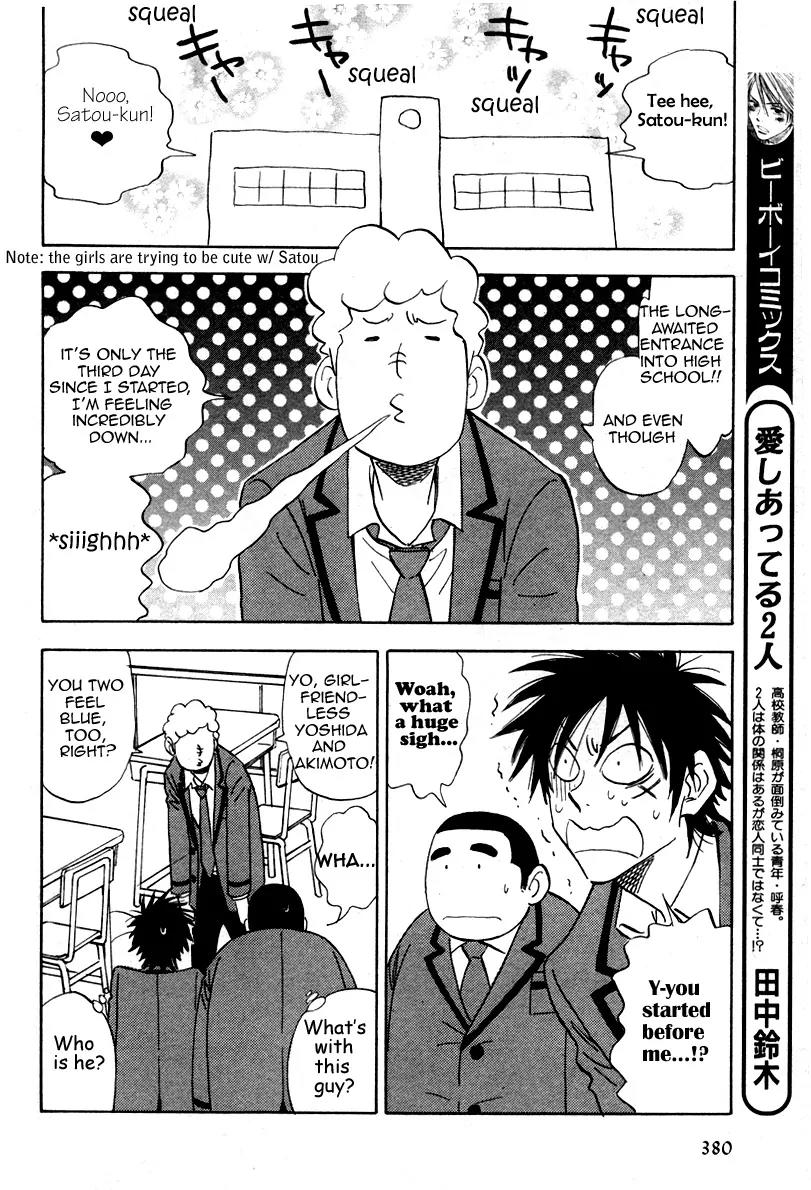 squeal
キャッ
squeal
キャッ
squeal
キャー
squeal
キャー
squeal
Tee hee,
Satou-kun!
Nooo,
Satou-kun!
❤
Note: the girls are trying to be cute w/ Satou
THE LONG-
AWAITED
ENTRANCE
INTO HIGH
SCHOOL!!
AND EVEN
THOUGH
IT'S ONLY THE
THIRD DAY
SINCE I STARTED,
I'M FEELING
INCREDIBLY
DOWN...
*siiighhh*
Woah,
what
a huge
sigh...
Y-you
started
before
me...!?
YO, GIRL-
FRIEND-
LESS
YOSHIDA
AND
AKIMOTO!
YOU TWO
FEEL
BLUE,
TOO,
RIGHT?
WHA...
What's
with
this
guy?
Who
is he?
ビーボーイコミックス
愛しあってる2人
高校教師・桐原が面倒みている青年・呼春。
2人は体の関係はあるが恋人同士ではなくて…!?
田中鈴木
380